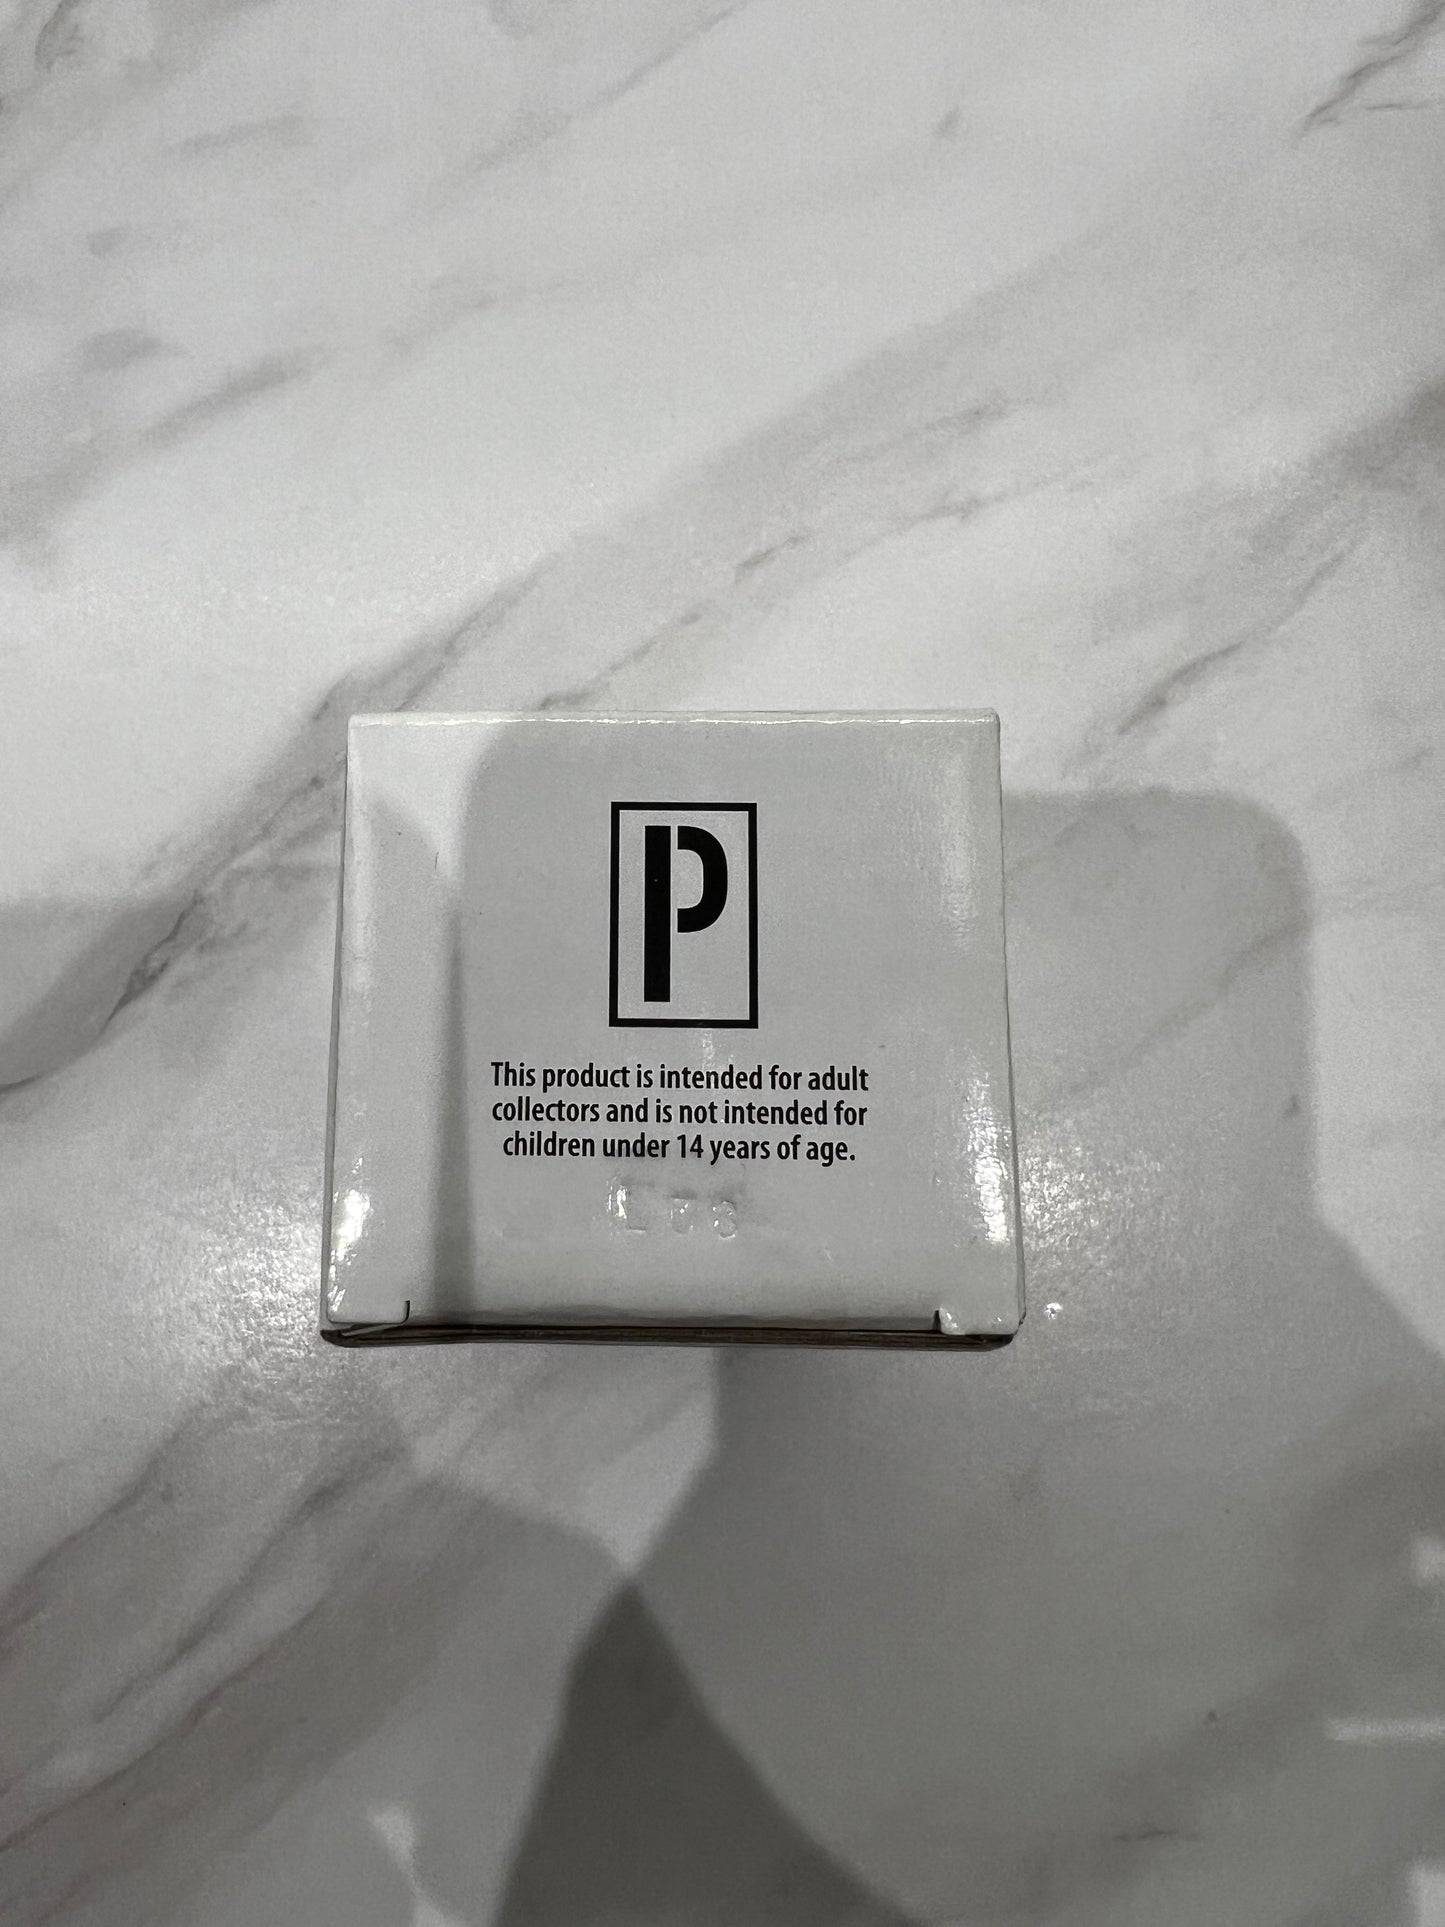 P
This product is intended for adult
collectors and is not intended for
children under 14 years of age.